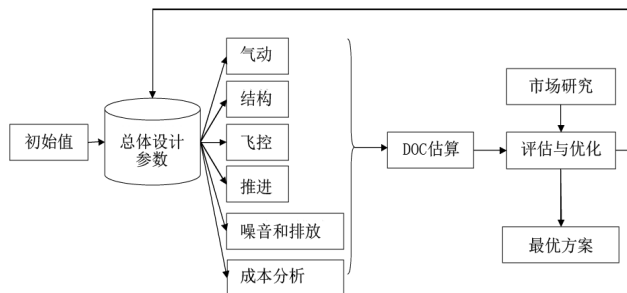 初始值
总体设计
参数
气动
结构
飞控
推进
噪音和排放
成本分析
DOC估算
市场研究
评估与优化
最优方案